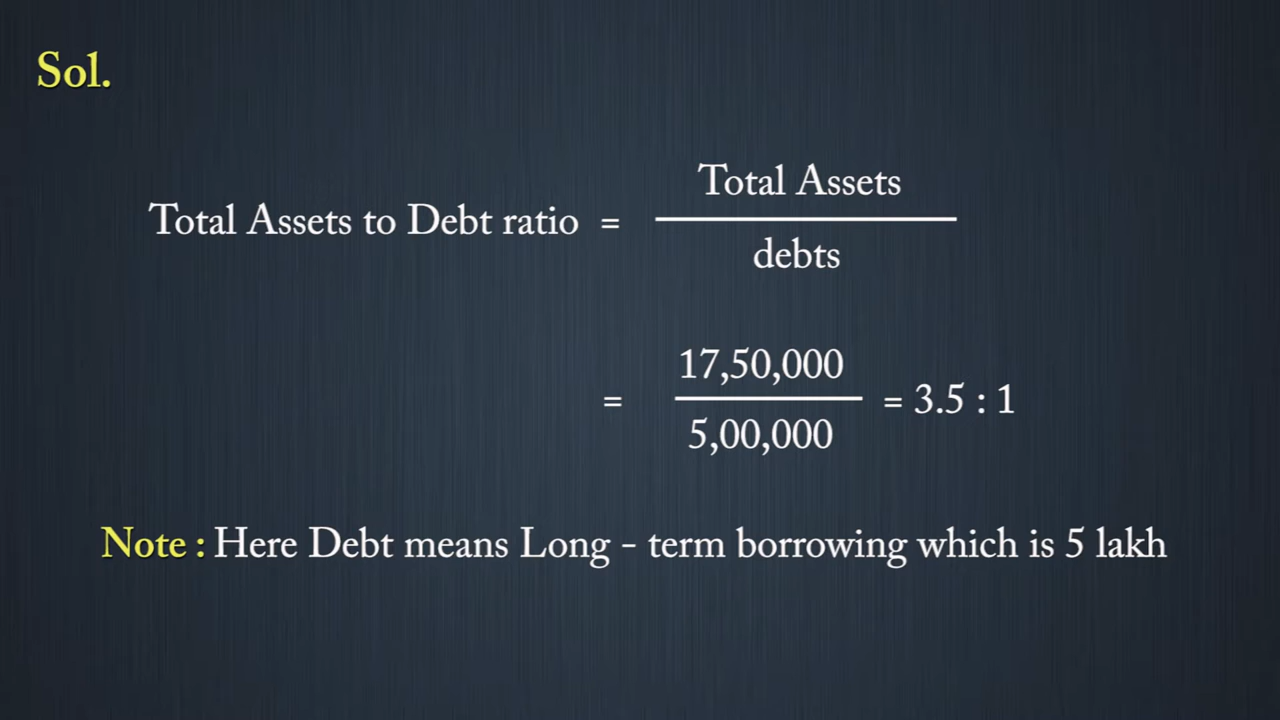 Sol.
Total Assets to Debt ratio = Total Assets
debts
= 17,50,000
5,00,000
= 3.5 : 1
Note : Here Debt means Long - term borrowing which is 5 lakh